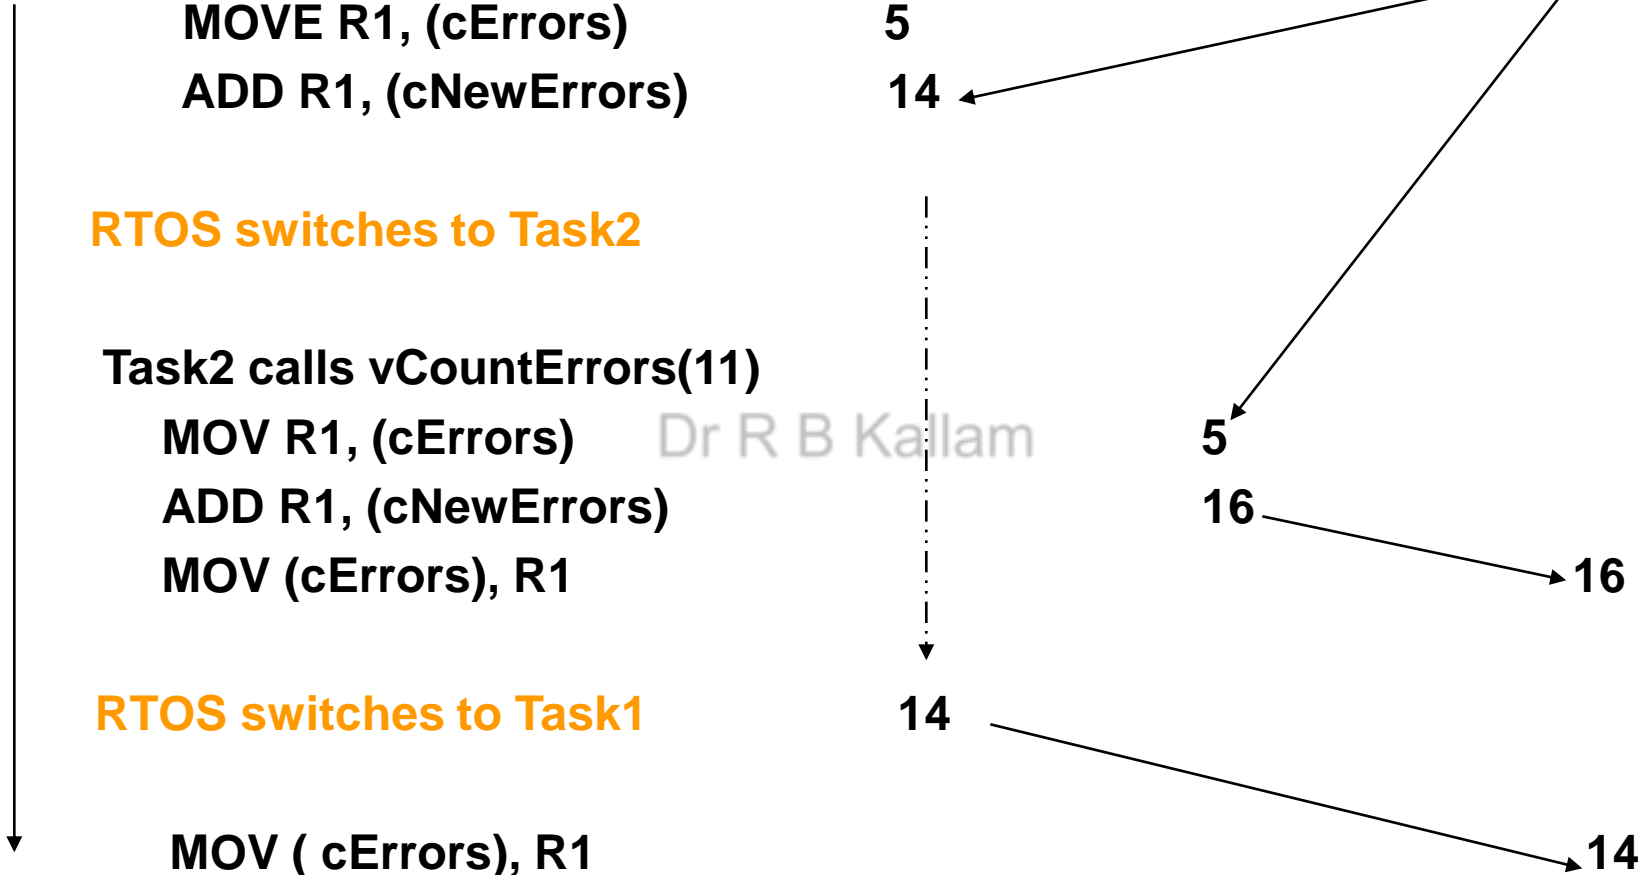 MOVE R1, (cErrors) 5
ADD R1, (cNewErrors) 14
RTOS switches to Task2
Task2 calls vCountErrors(11)
MOV R1, (cErrors) Dr R B Kallam 5
ADD R1, (cNewErrors) 16
MOV (cErrors), R1 16
RTOS switches to Task1 14
MOV ( cErrors), R1 14